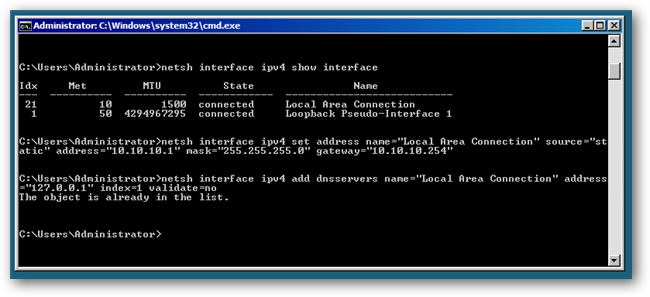 Administrator: C:\Windows\system32\cmd.exe
C:\Users\Administrator>netsh interface ipv4 show interface
Idx     Met         MTU          State                Name
---  ----------  ----------  ------------  ---------------------------
 21          10        1500  connected     Local Area Connection
  1          50  4294967295  connected     Loopback Pseudo-Interface 1
C:\Users\Administrator>netsh interface ipv4 set address name="Local Area Connection" source="st
atic" address="10.10.10.1" mask="255.255.255.0" gateway="10.10.10.254"
C:\Users\Administrator>netsh interface ipv4 add dnsservers name="Local Area Connection" address
="127.0.0.1" index=1 validate=no
The object is already in the list.
C:\Users\Administrator>